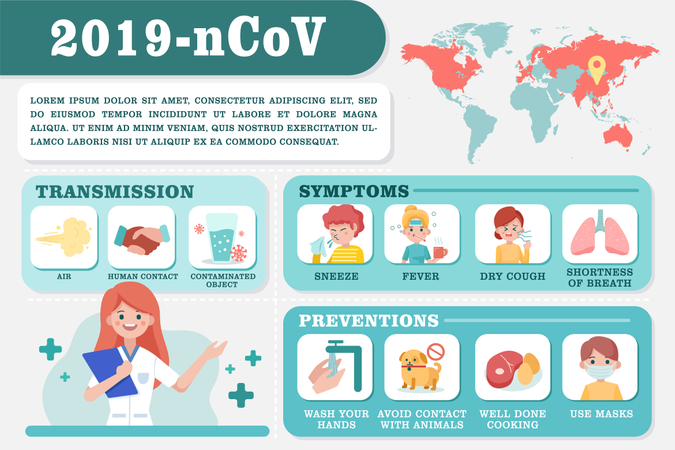 2019-nCoV
LOREM IPSUM DOLOR SIT AMET, CONSECTETUR ADIPISCING ELIT, SED
DO EIUSMOD TEMPOR INCIDIDUNT UT LABORE ET DOLORE MAGNA
ALIQUA. UT ENIM AD MINIM VENIAM, QUIS NOSTRUD EXERCITATION UL-
LAMCO LABORIS NISI UT ALIQUIP EX EA COMMODO CONSEQUAT.
TRANSMISSION
AIR
HUMAN CONTACT
CONTAMINATED
OBJECT
SYMPTOMS
SNEEZE
FEVER
DRY COUGH
SHORTNESS
OF BREATH
PREVENTIONS
WASH YOUR
HANDS
AVOID CONTACT
WITH ANIMALS
WELL DONE
COOKING
USE MASKS